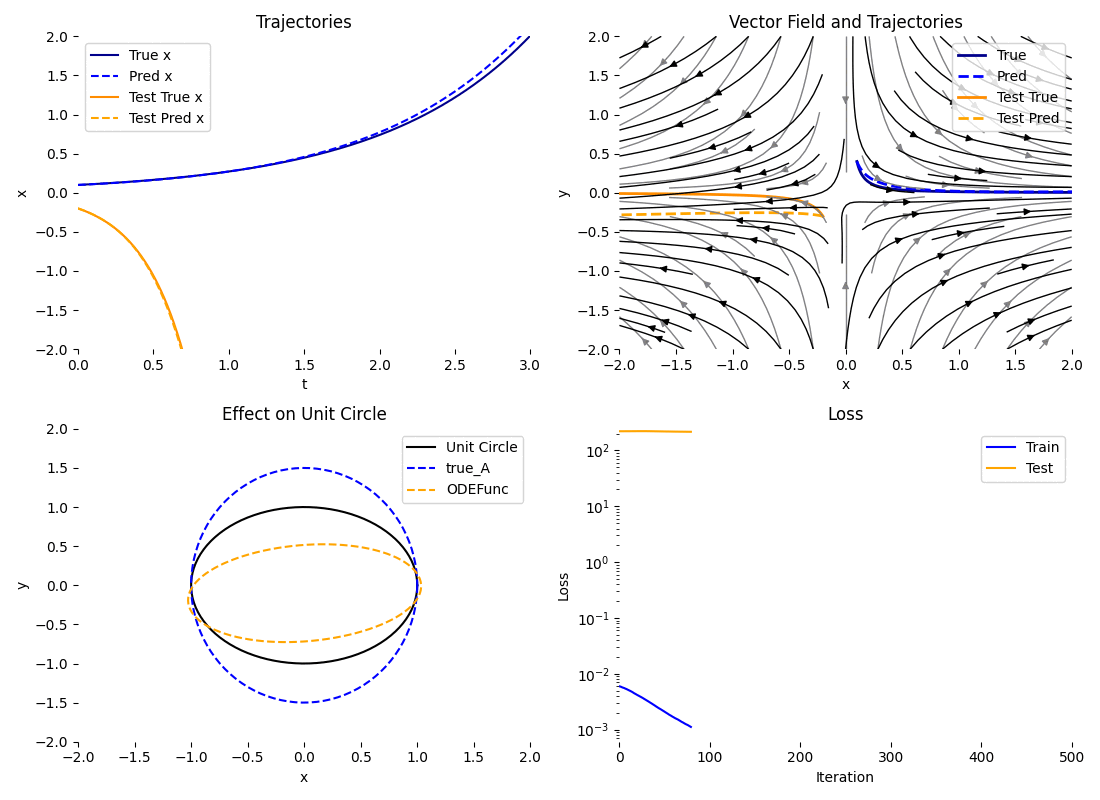 Trajectories
True x
Pred x
Test True x
Test Pred x
2.0
1.5
1.0
0.5
0.0
−0.5
−1.0
−1.5
−2.0
x
0.0 0.5 1.0 1.5 2.0 2.5 3.0
t
Vector Field and Trajectories
True
Pred
Test True
Test Pred
2.0
1.5
1.0
0.5
0.0
−0.5
−1.0
−1.5
−2.0
y
−2.0 −1.5 −1.0 −0.5 0.0 0.5 1.0 1.5 2.0
x
Effect on Unit Circle
Unit Circle
true_A
ODEFunc
2.0
1.5
1.0
0.5
0.0
−0.5
−1.0
−1.5
−2.0
y
−2.0 −1.5 −1.0 −0.5 0.0 0.5 1.0 1.5 2.0
x
Loss
Train
Test
10²
10¹
10⁰
10⁻¹
10⁻²
10⁻³
Loss
0 100 200 300 400 500
Iteration